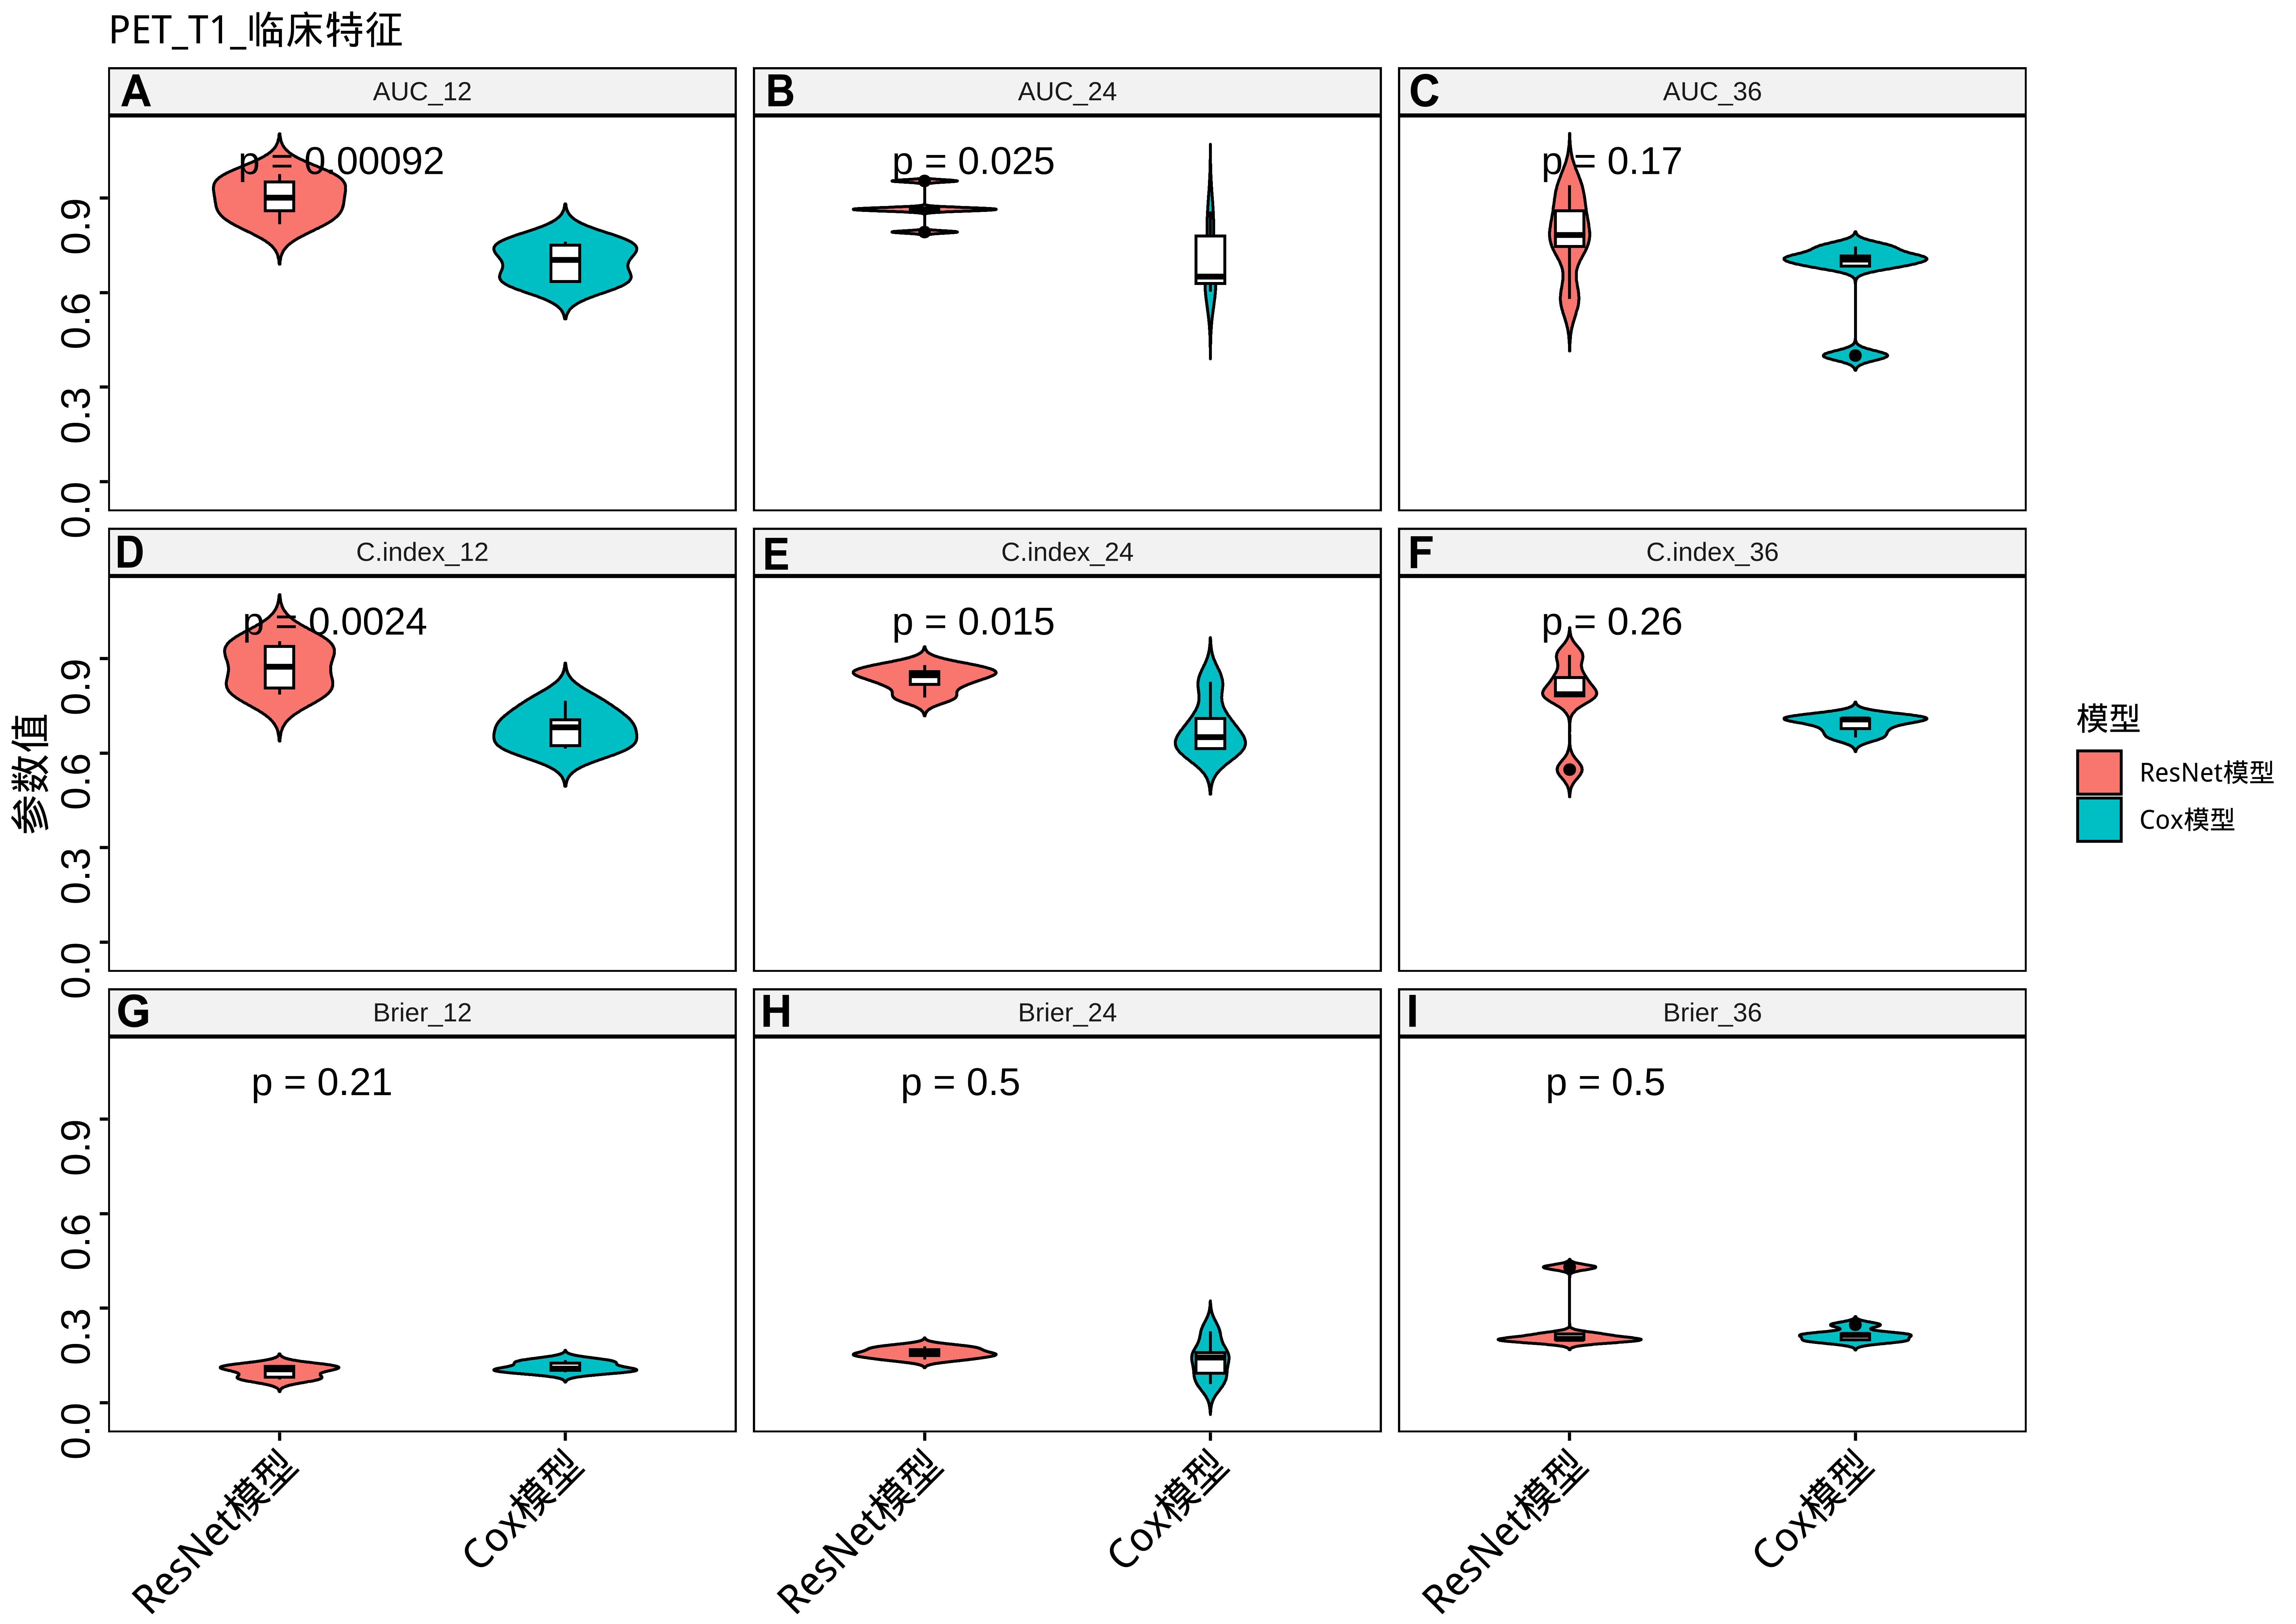 PET_T1_临床特征
A AUC_12
B AUC_24
C AUC_36
p = 0.00092
p = 0.025
p = 0.17
0.9
0.6
0.3
0.0
D C.index_12
E C.index_24
F C.index_36
p = 0.0024
p = 0.015
p = 0.26
0.9
0.6
0.3
0.0
参数值
G Brier_12
H Brier_24
I Brier_36
p = 0.21
p = 0.5
p = 0.5
0.9
0.6
0.3
0.0
ResNet模型
Cox模型
ResNet模型
Cox模型
ResNet模型
Cox模型
模型
ResNet模型
Cox模型